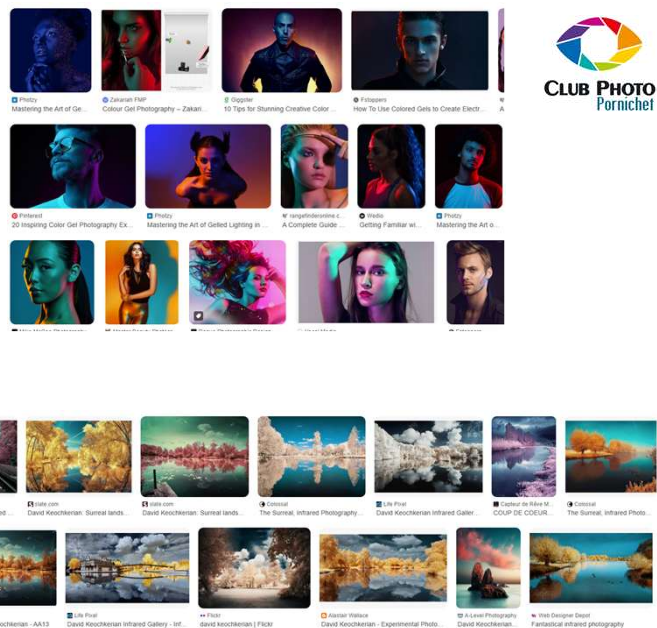 CLUB PHOTO
Pornichet
Photzy
Mastering the Art of Ge...
Zakariah FMP
Colour Gel Photography – Zakari...
Giggster
10 Tips for Stunning Creative Color ...
Fstoppers
How To Use Colored Gels to Create Electr...
Pinterest
20 Inspiring Color Gel Photography Ex...
Photzy
Mastering the Art of Gelled Lighting in ...
rangefinderonline.c...
A Complete Guide ...
Wedio
Getting Familiar wi...
Photzy
Mastering the Art o...
slate.com
David Keochkerian: Surreal lands...
slate.com
David Keochkerian: Surreal lands...
Colossal
The Surreal, Infrared Photography...
Life Pixel
David Keochkerian Infrared Galler...
Capteur de Rêve M...
COUP DE COEUR...
Colossal
The Surreal, Infrared Photo...
ochkerian - AA13
Life Pixel
David Keochkerian Infrared Gallery - Inf...
Flickr
david keochkerian | Flickr
Alastair Wallace
David Keochkerian - Experimental Photo...
A-Level Photography
David Keochkerian...
Web Designer Depot
Fantastical infrared photography